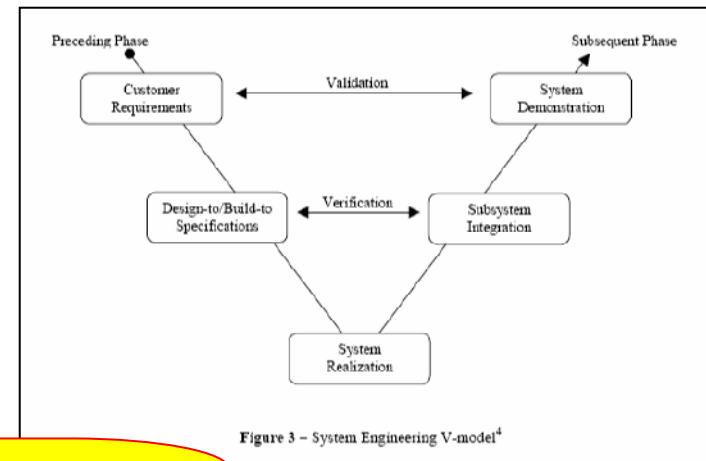 Preceding Phase
Subsequent Phase
Customer
Requirements
Validation
System
Demonstration
Design-to/Build-to
Specifications
Verification
Subsystem
Integration
System
Realization
Figure 3 – System Engineering V-model⁴